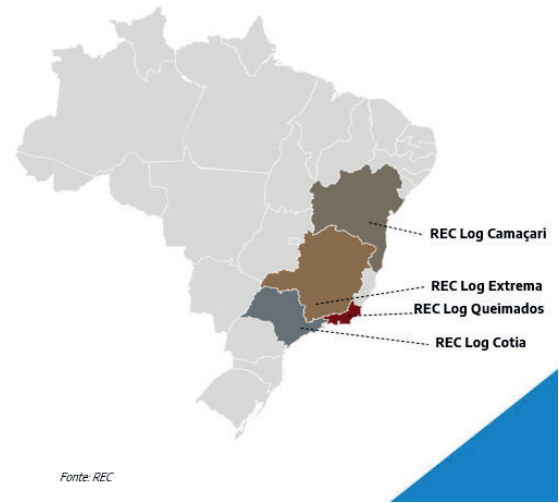 REC Log Camaçari
REC Log Extrema
REC Log Queimados
REC Log Cotia
Fonte: REC